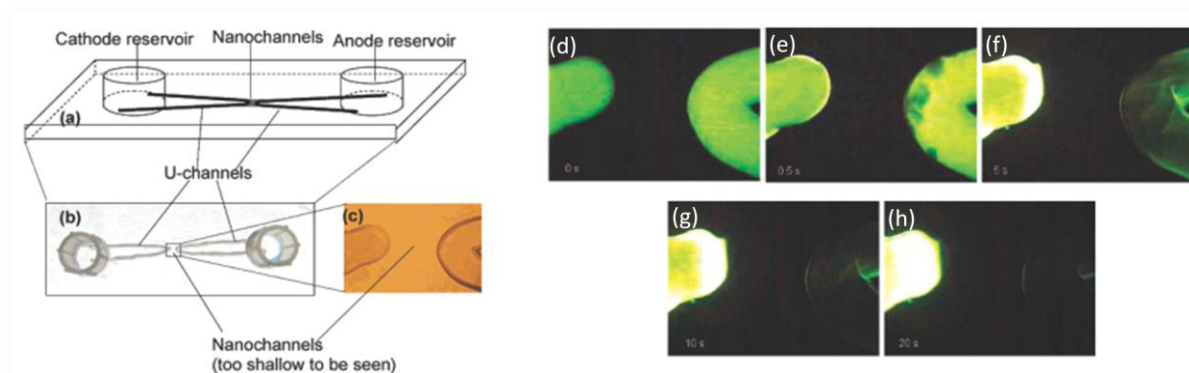 Cathode reservoir
Nanochannels
Anode reservoir
(a)
U-channels
(b)
(c)
Nanochannels
(too shallow to be seen)
(d)
0 s
(e)
0.5 s
(f)
5 s
(g)
10 s
(h)
20 s